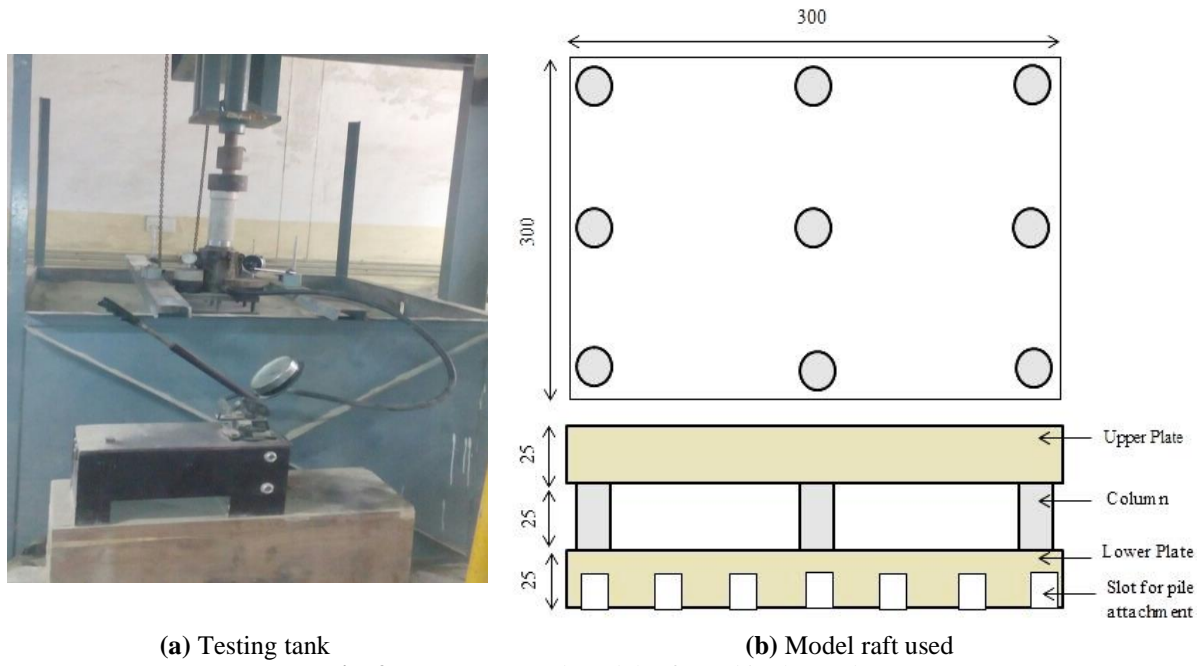 300
300
25
Upper Plate
25
Column
25
Lower Plate
Slot for pile
attachment
(a) Testing tank
(b) Model raft used